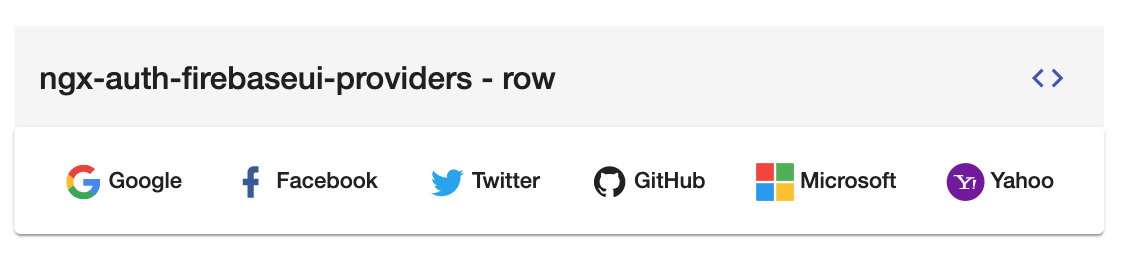 ngx-auth-firebaseui-providers - row <>
Google Facebook Twitter GitHub Microsoft Yahoo